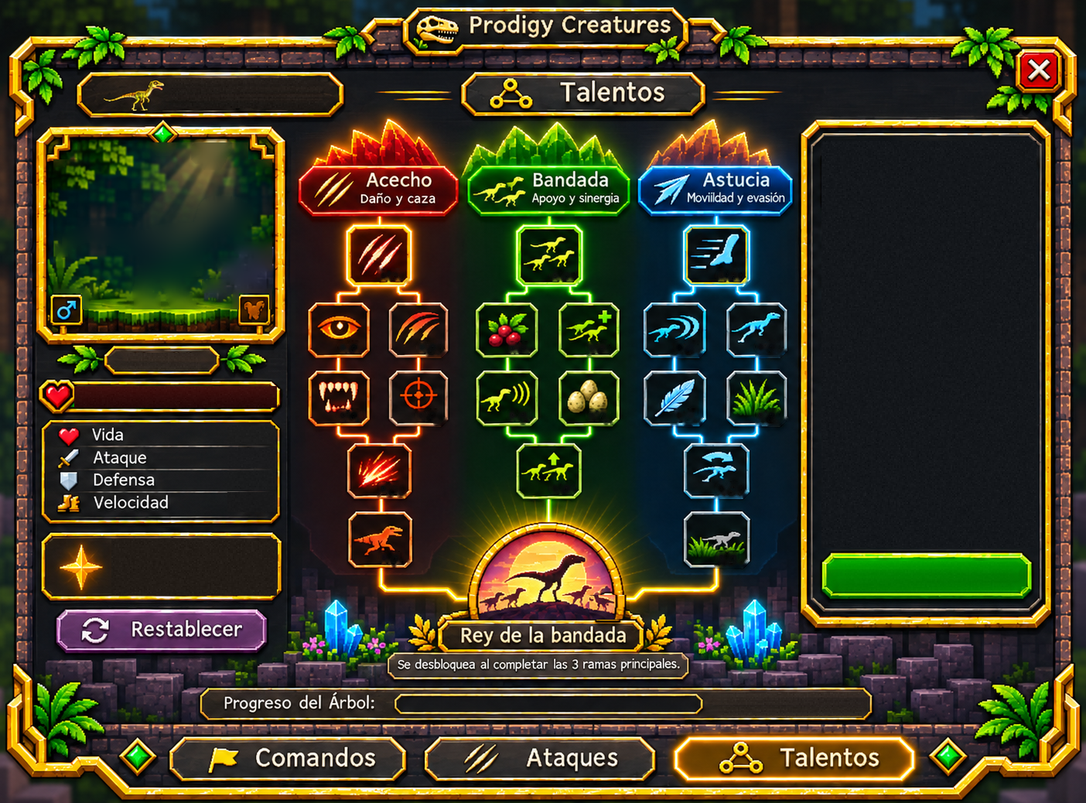 Prodigy Creatures
Talentos
Acecho
Daño y caza
Bandada
Apoyo y sinergia
Astucia
Movilidad y evasión
Vida
Ataque
Defensa
Velocidad
Restablecer
Rey de la bandada
Se desbloquea al completar las 3 ramas principales.
Progreso del Árbol:
Comandos
Ataques
Talentos